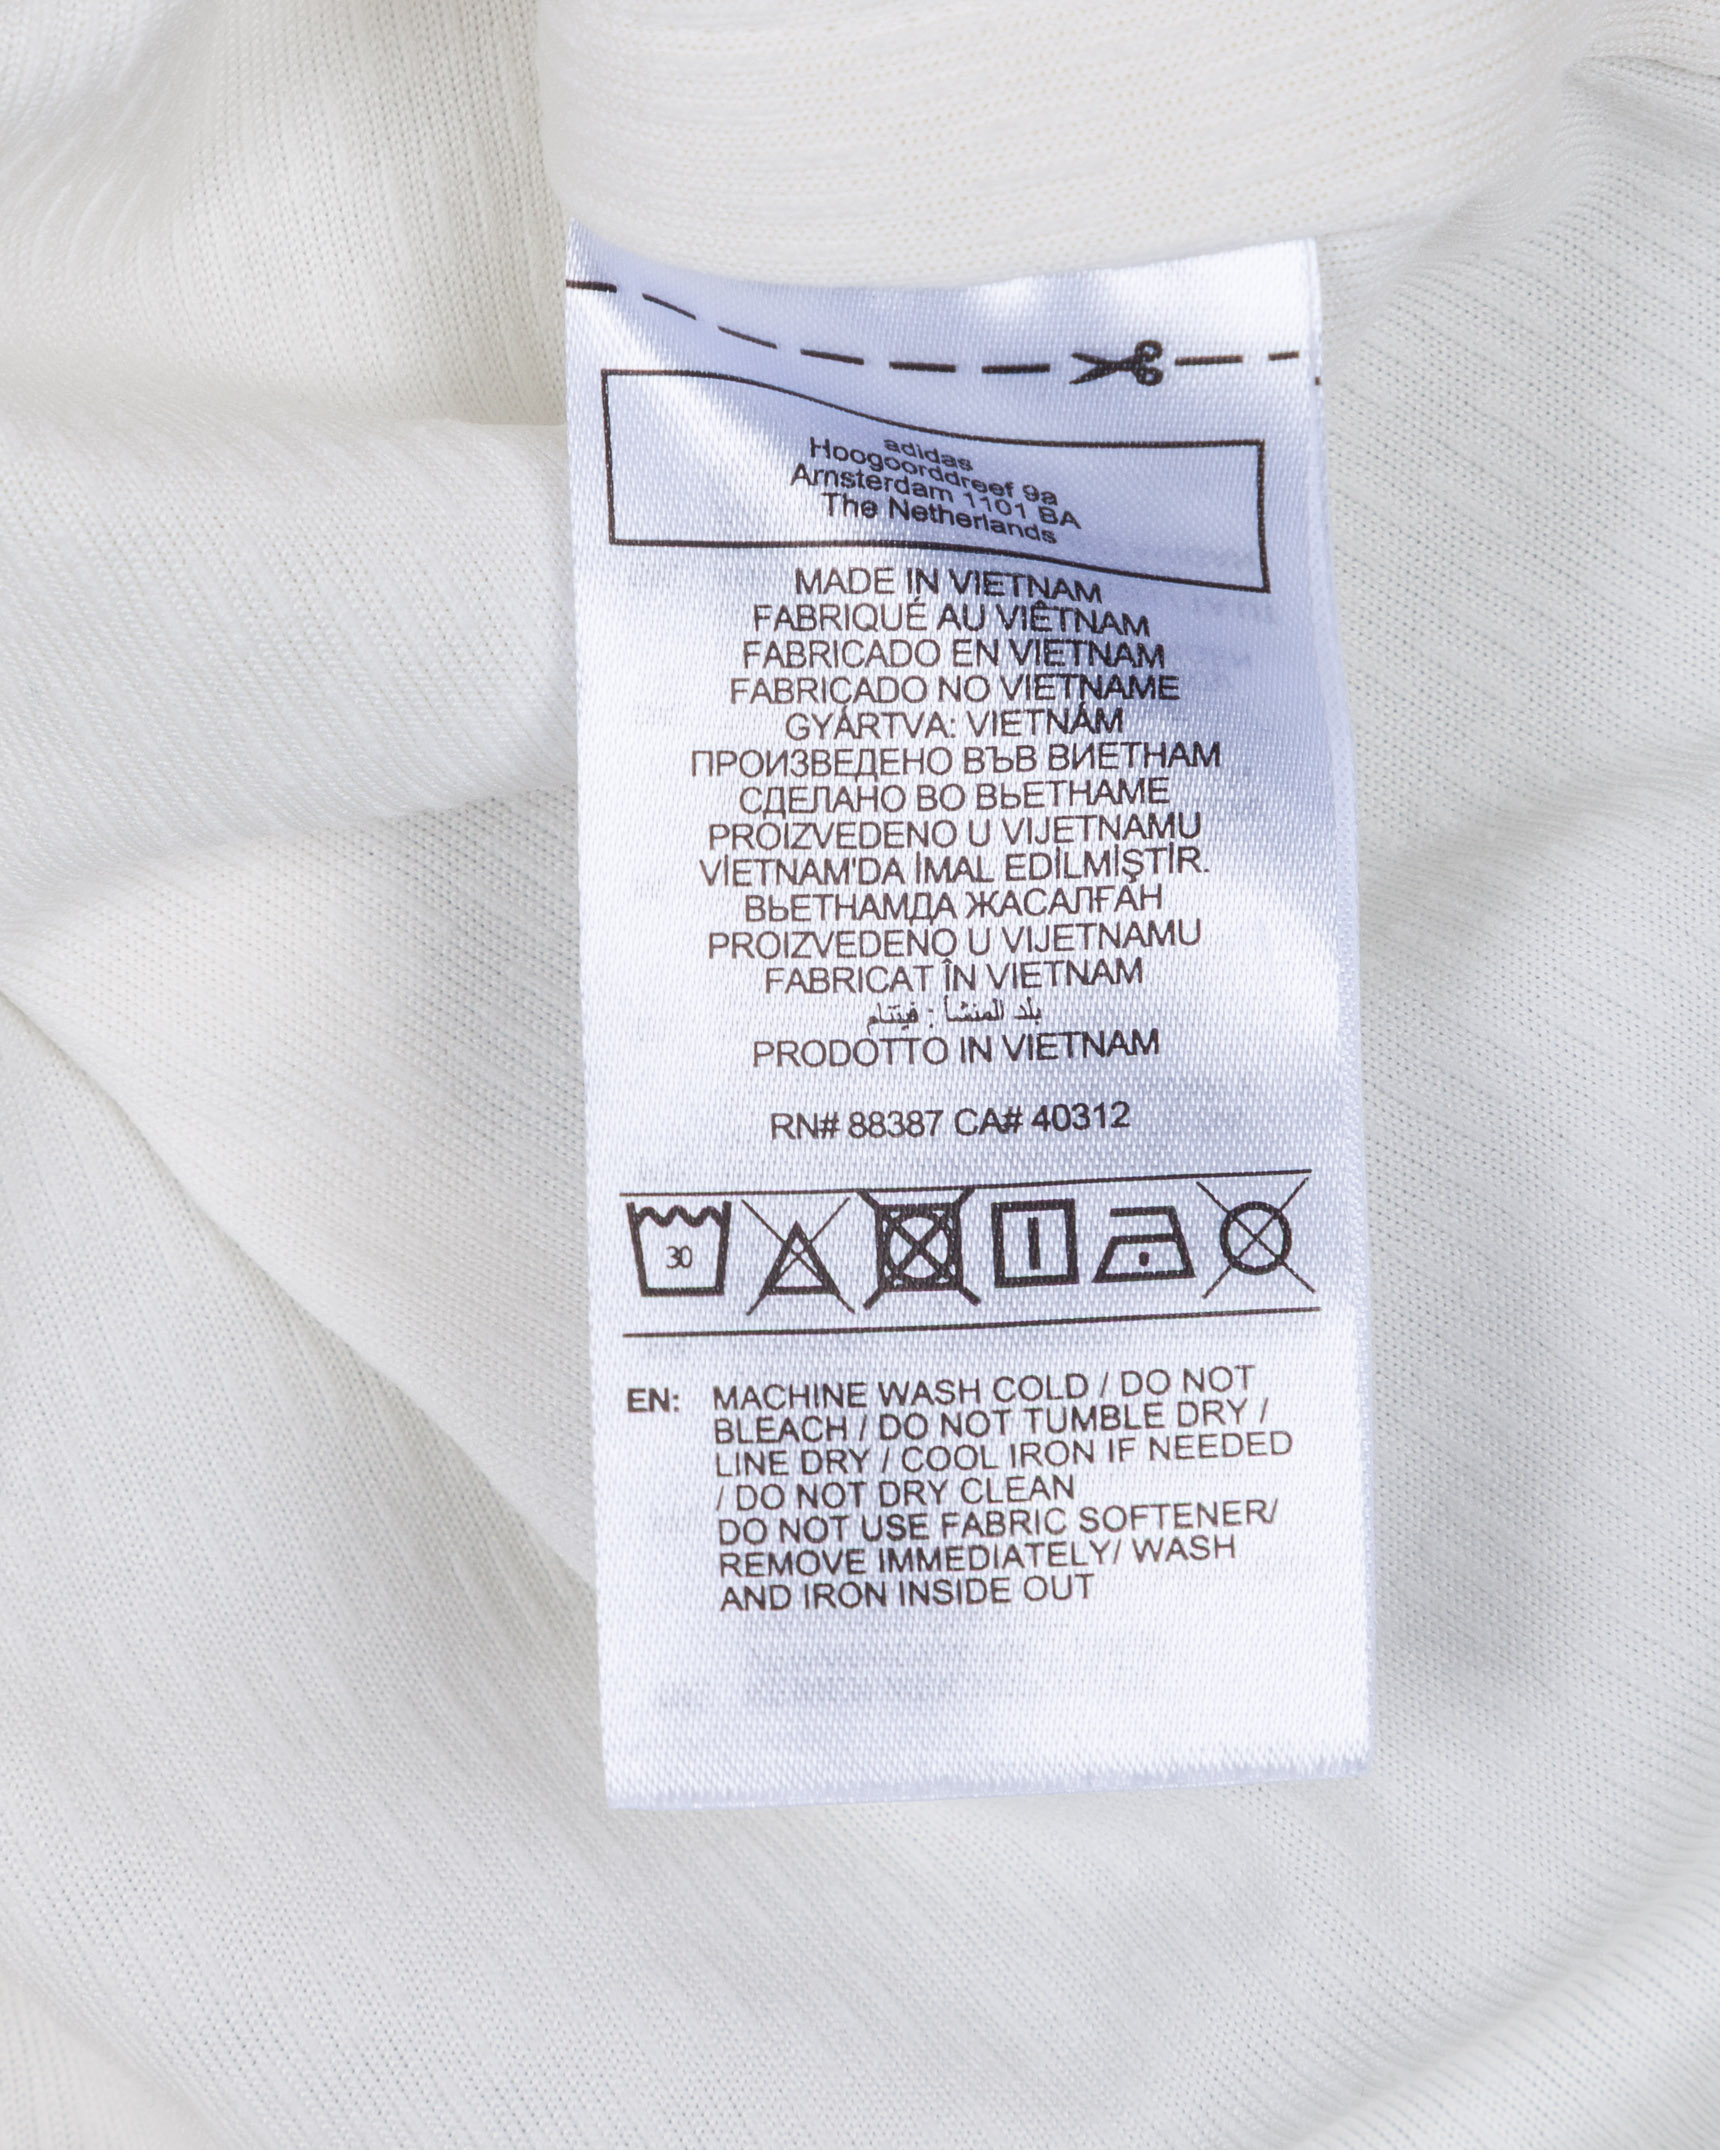 adidas
Hoogoorddreef 9a
Amsterdam 1101 BA
The Netherlands
MADE IN VIETNAM
FABRIQUÉ AU VIÊTNAM
FABRICADO EN VIETNAM
FABRICADO NO VIETNAME
GYÁRTVA: VIETNÁM
ПРОИЗВЕДЕНО ВЪВ ВИЕТНАМ
СДЕЛАНО ВО ВЬЕТНАМЕ
PROIZVEDENO U VIJETNAMU
VİETNAM'DA İMAL EDİLMİŞTİR.
ВЬЕТНАМДА ЖАСАЛҒАН
PROIZVEDENO U VIJETNAMU
FABRICAT ÎN VIETNAM
بلد المنشأ : فيتنام
PRODOTTO IN VIETNAM
RN# 88387 CA# 40312
30
EN: MACHINE WASH COLD / DO NOT
BLEACH / DO NOT TUMBLE DRY /
LINE DRY / COOL IRON IF NEEDED
/ DO NOT DRY CLEAN
DO NOT USE FABRIC SOFTENER/
REMOVE IMMEDIATELY/ WASH
AND IRON INSIDE OUT